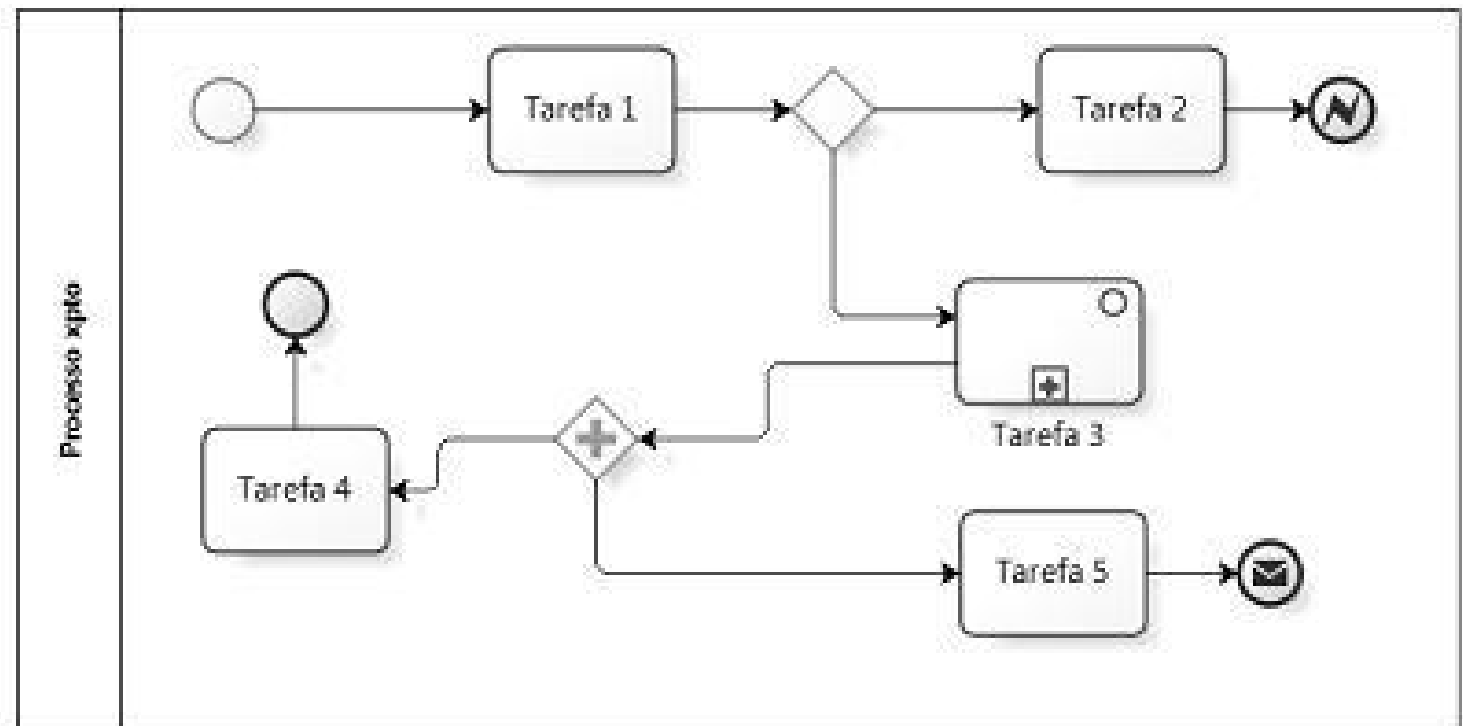 Processo xpto
Tarefa 1
Tarefa 2
Tarefa 3
Tarefa 4
Tarefa 5